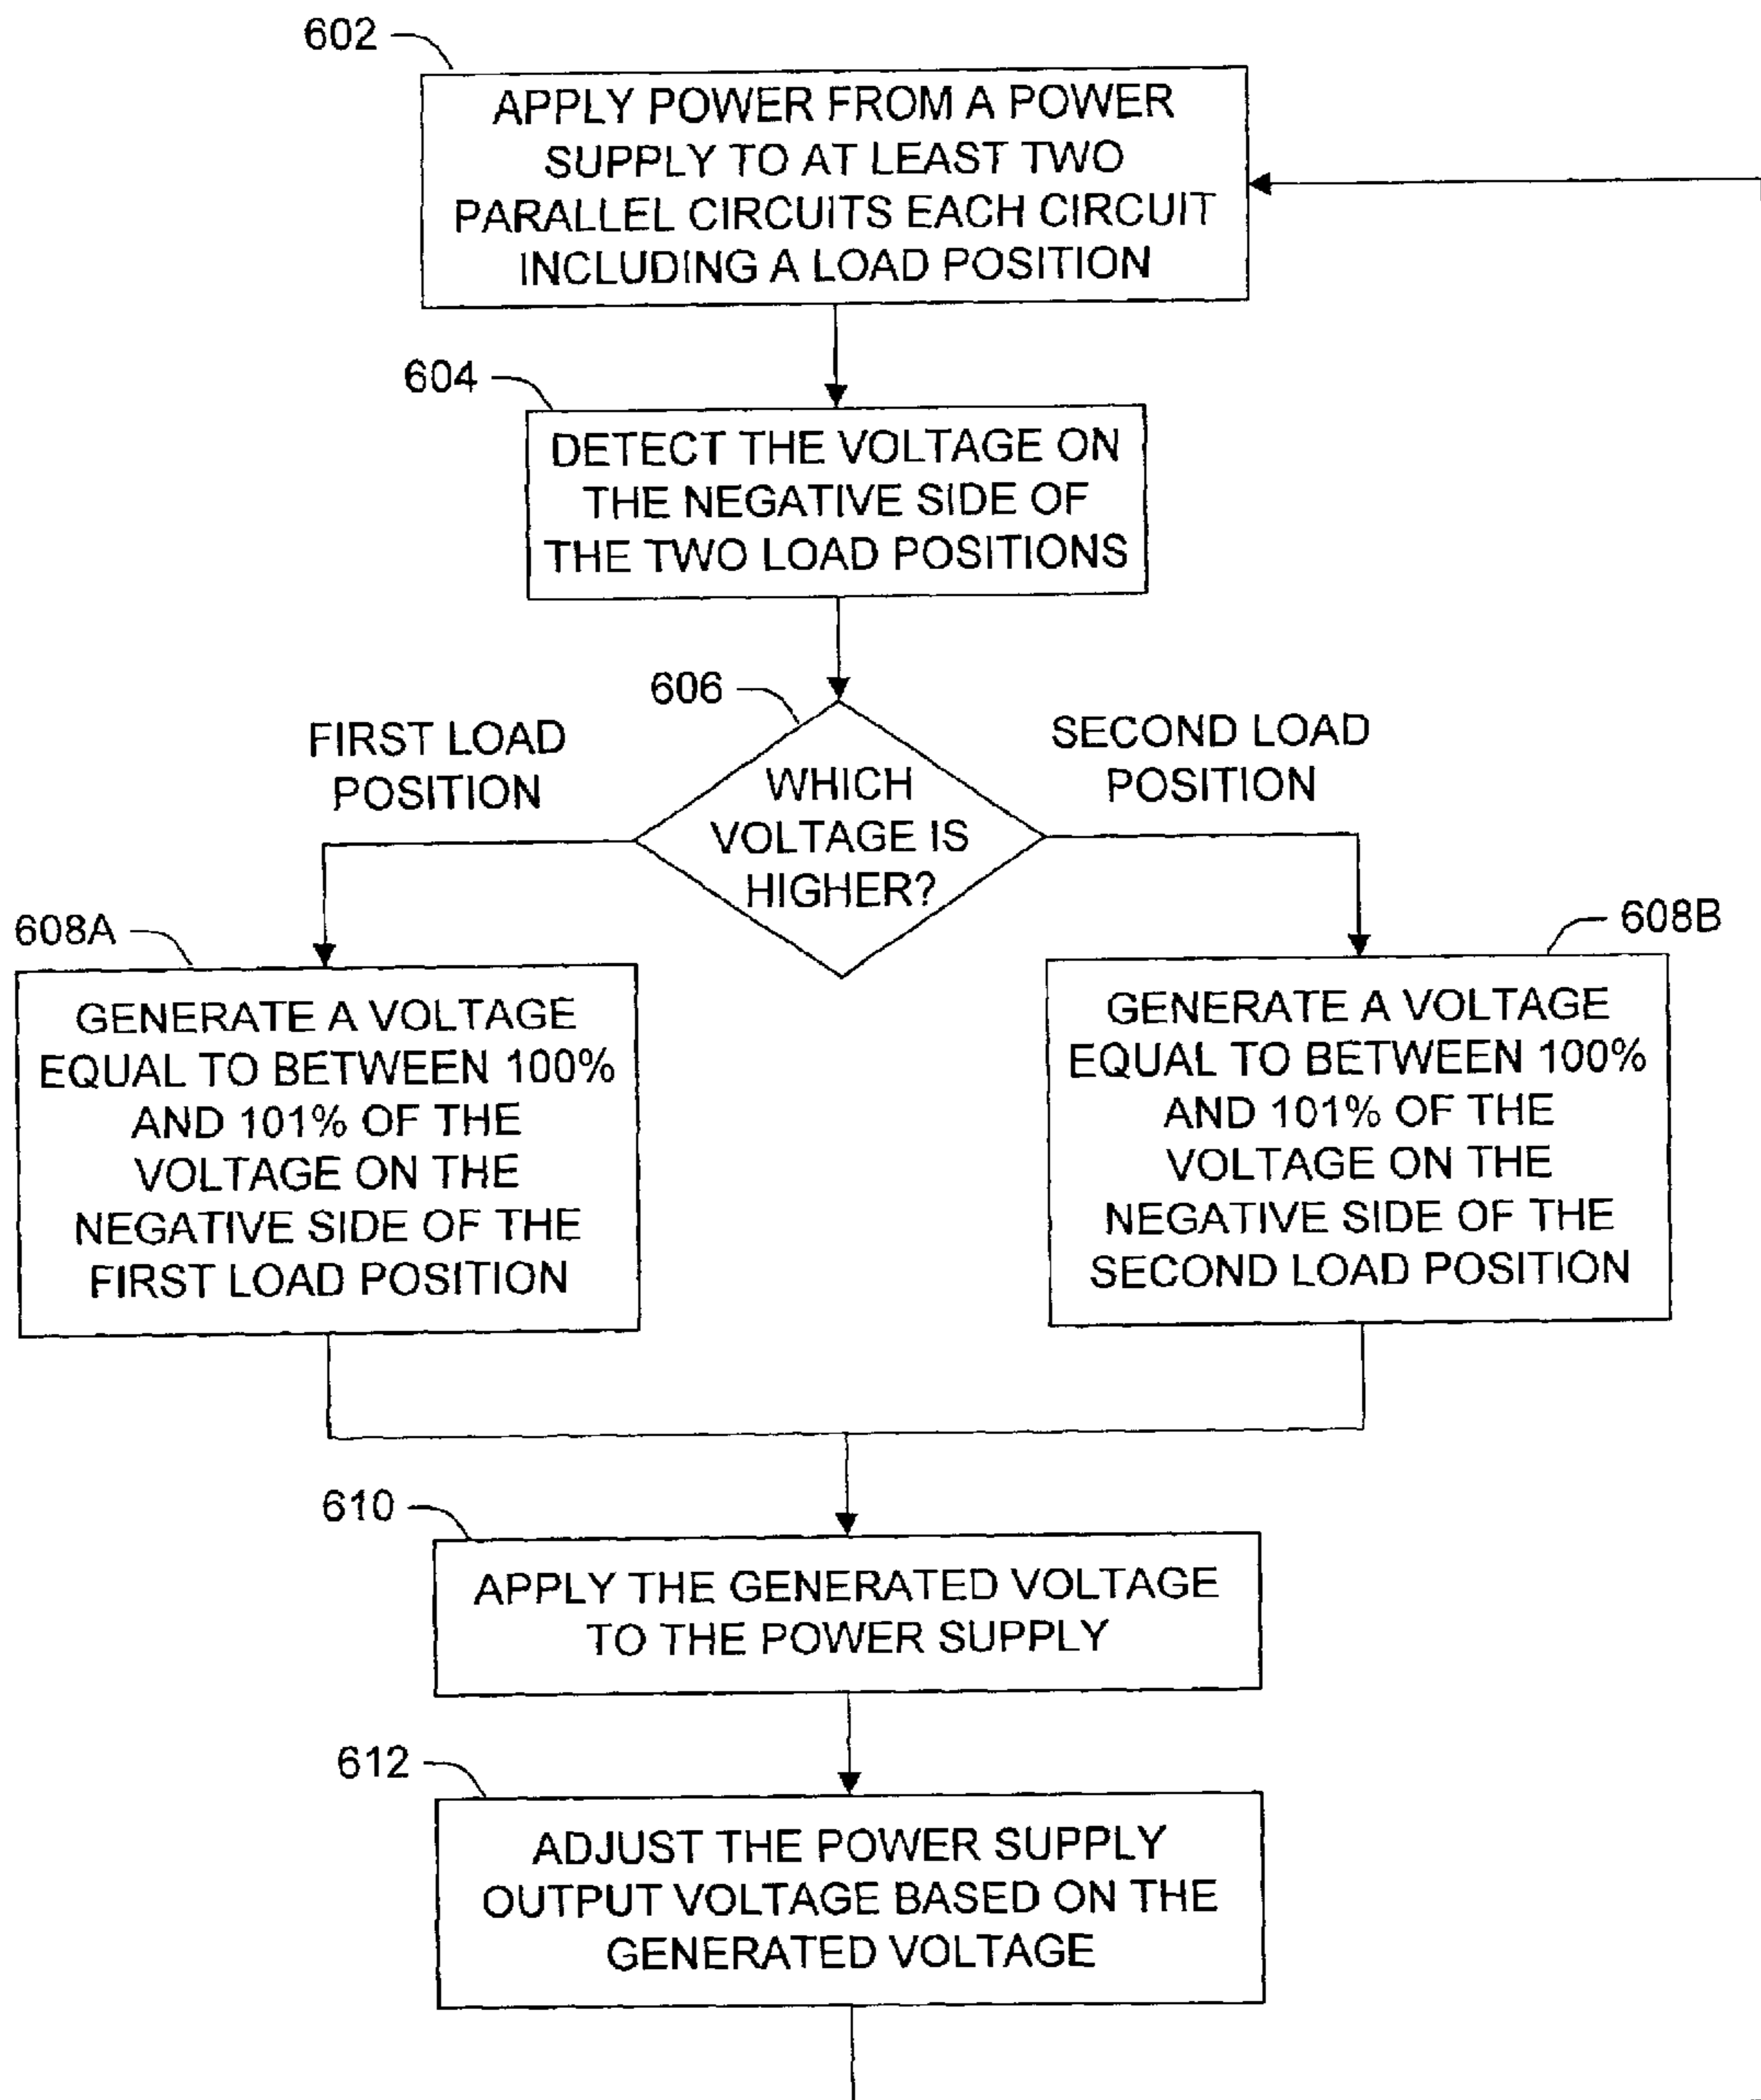 602
APPLY POWER FROM A POWER
SUPPLY TO AT LEAST TWO
PARALLEL CIRCUITS EACH CIRCUIT
INCLUDING A LOAD POSITION
604
DETECT THE VOLTAGE ON
THE NEGATIVE SIDE OF
THE TWO LOAD POSITIONS
606
WHICH
VOLTAGE IS
HIGHER?
FIRST LOAD
POSITION
SECOND LOAD
POSITION
608A
GENERATE A VOLTAGE
EQUAL TO BETWEEN 100%
AND 101% OF THE
VOLTAGE ON THE
NEGATIVE SIDE OF THE
FIRST LOAD POSITION
608B
GENERATE A VOLTAGE
EQUAL TO BETWEEN 100%
AND 101% OF THE
VOLTAGE ON THE
NEGATIVE SIDE OF THE
SECOND LOAD POSITION
610
APPLY THE GENERATED VOLTAGE
TO THE POWER SUPPLY
612
ADJUST THE POWER SUPPLY
OUTPUT VOLTAGE BASED ON THE
GENERATED VOLTAGE